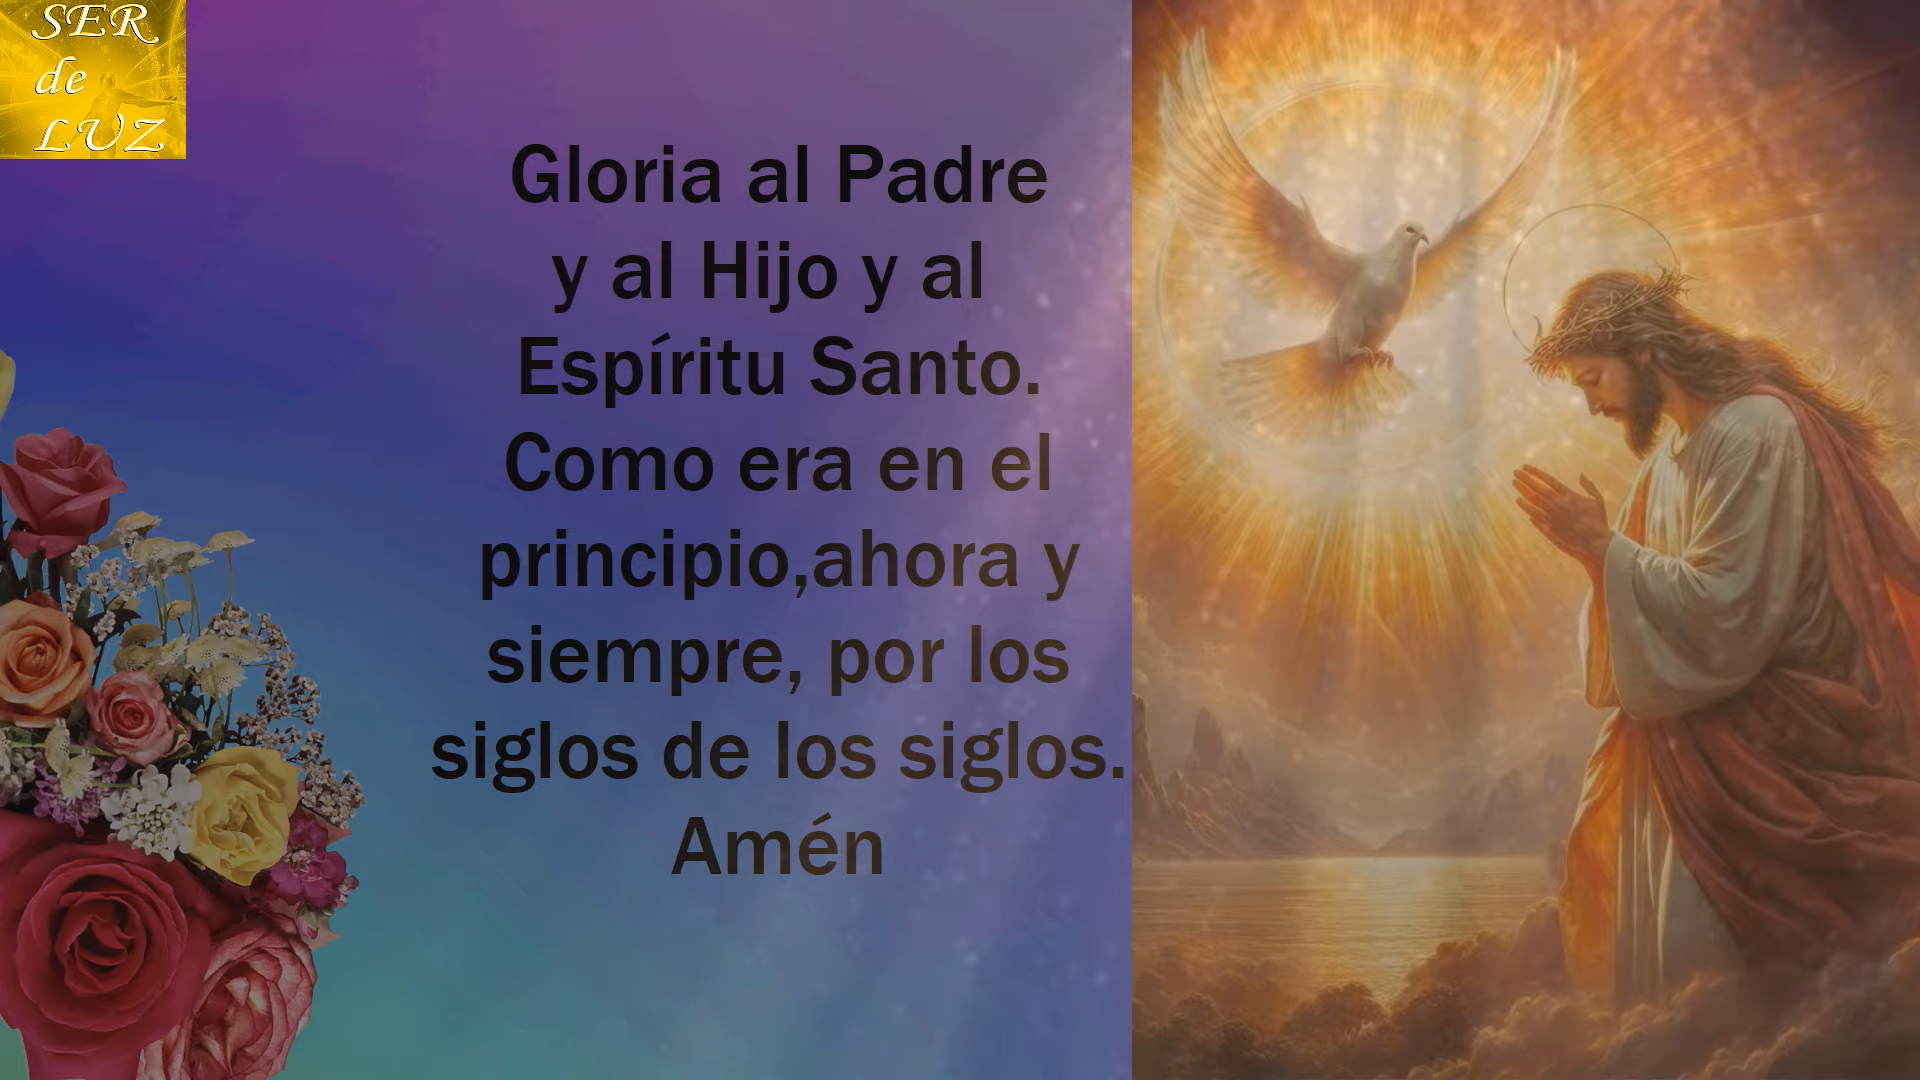 SER
de
LUZ
Gloria al Padre
y al Hijo y al
Espíritu Santo.
Como era en el
principio,ahora y
siempre, por los
siglos de los siglos.
Amén